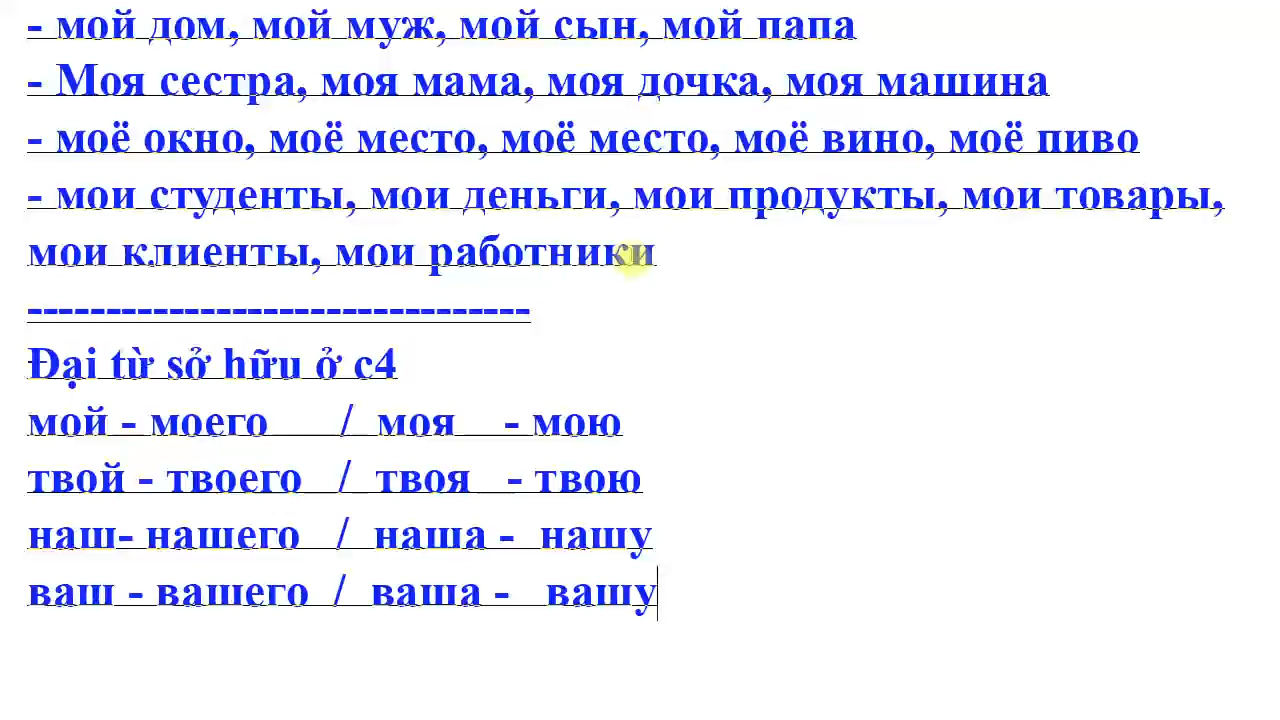 - мой дом, мой муж, мой сын, мой папа
- Моя сестра, моя мама, моя дочка, моя машина
- моё окно, моё место, моё место, моё вино, моё пиво
- мои студенты, мои деньги, мои продукты, мои товары,
мои клиенты, мои работники
--------------------------------
Đại từ sở hữu ở c4
мой - моего / моя - мою
твой - твоего / твоя - твою
наш- нашего / наша - нашу
ваш - вашего / ваша - вашу